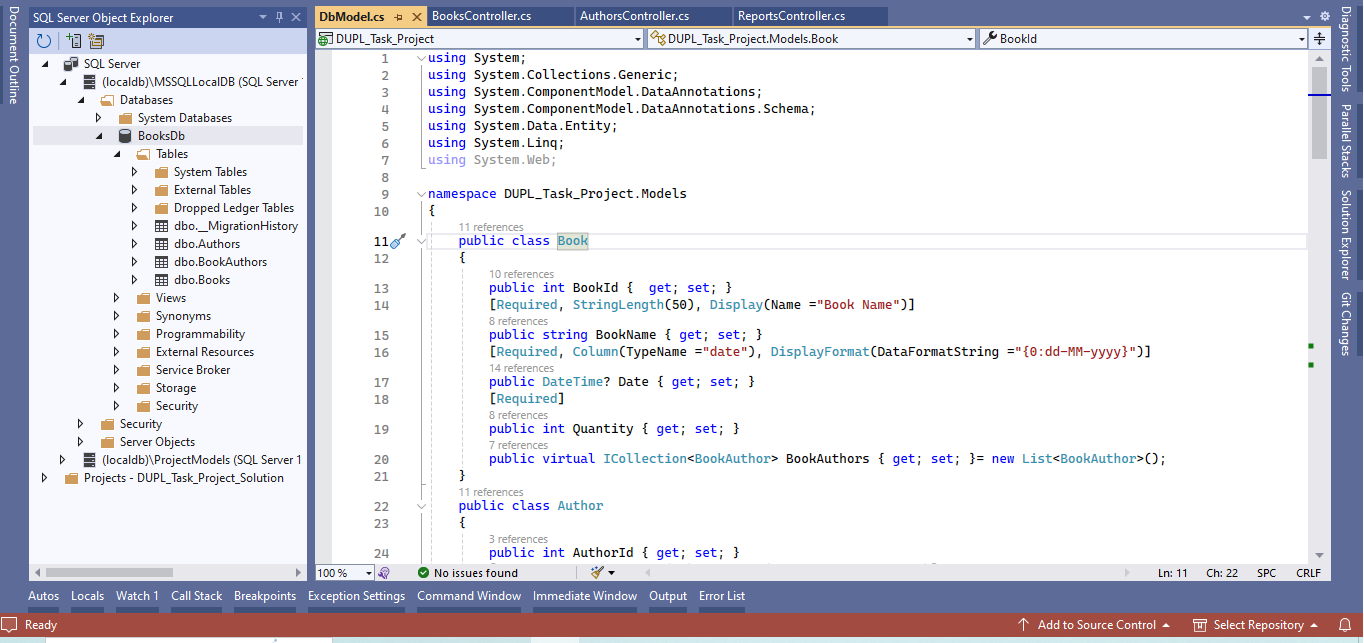 Document Outline
SQL Server Object Explorer
SQL Server
(localdb)\MSSQLLocalDB (SQL Server
Databases
System Databases
BooksDb
Tables
System Tables
External Tables
Dropped Ledger Tables
dbo.__MigrationHistory
dbo.Authors
dbo.BookAuthors
dbo.Books
Views
Synonyms
Programmability
External Resources
Service Broker
Storage
Security
Security
Server Objects
(localdb)\ProjectModels (SQL Server 1
Projects - DUPL_Task_Project_Solution
DbModel.cs BooksController.cs AuthorsController.cs ReportsController.cs
DUPL_Task_Project DUPL_Task_Project.Models.Book BookId
1 using System;
2 using System.Collections.Generic;
3 using System.ComponentModel.DataAnnotations;
4 using System.ComponentModel.DataAnnotations.Schema;
5 using System.Data.Entity;
6 using System.Linq;
7 using System.Web;
8
9 namespace DUPL_Task_Project.Models
10 {
11 references
11 public class Book
12 {
10 references
13 public int BookId {  get; set; }
14 [Required, StringLength(50), Display(Name ="Book Name")]
8 references
15 public string BookName { get; set; }
16 [Required, Column(TypeName ="date"), DisplayFormat(DataFormatString ="{0:dd-MM-yyyy}")]
14 references
17 public DateTime? Date { get; set; }
18 [Required]
8 references
19 public int Quantity { get; set; }
7 references
20 public virtual ICollection<BookAuthor> BookAuthors { get; set; }= new List<BookAuthor>();
21 }
11 references
22 public class Author
23 {
3 references
24 public int AuthorId { get; set; }
100 % No issues found Ln: 11 Ch: 22 SPC CRLF
Diagnostic Tools
Parallel Stacks
Solution Explorer
Git Changes
Autos Locals Watch 1 Call Stack Breakpoints Exception Settings Command Window Immediate Window Output Error List
Ready Add to Source Control Select Repository